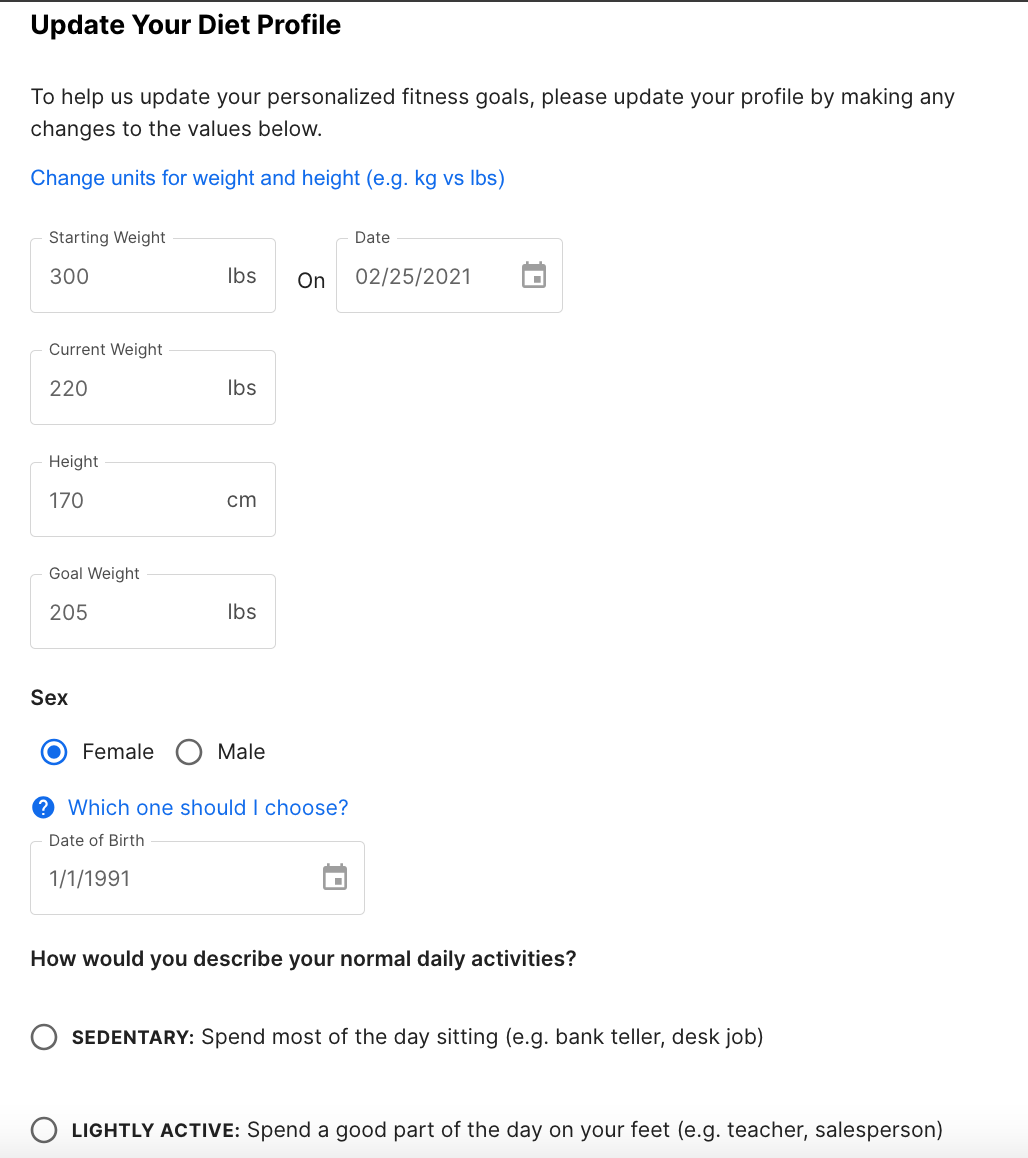 Update Your Diet Profile
To help us update your personalized fitness goals, please update your profile by making any
changes to the values below.
Change units for weight and height (e.g. kg vs lbs)
Starting Weight
300 lbs
On
Date
02/25/2021
Current Weight
220 lbs
Height
170 cm
Goal Weight
205 lbs
Sex
Female Male
? Which one should I choose?
Date of Birth
1/1/1991
How would you describe your normal daily activities?
SEDENTARY: Spend most of the day sitting (e.g. bank teller, desk job)
LIGHTLY ACTIVE: Spend a good part of the day on your feet (e.g. teacher, salesperson)